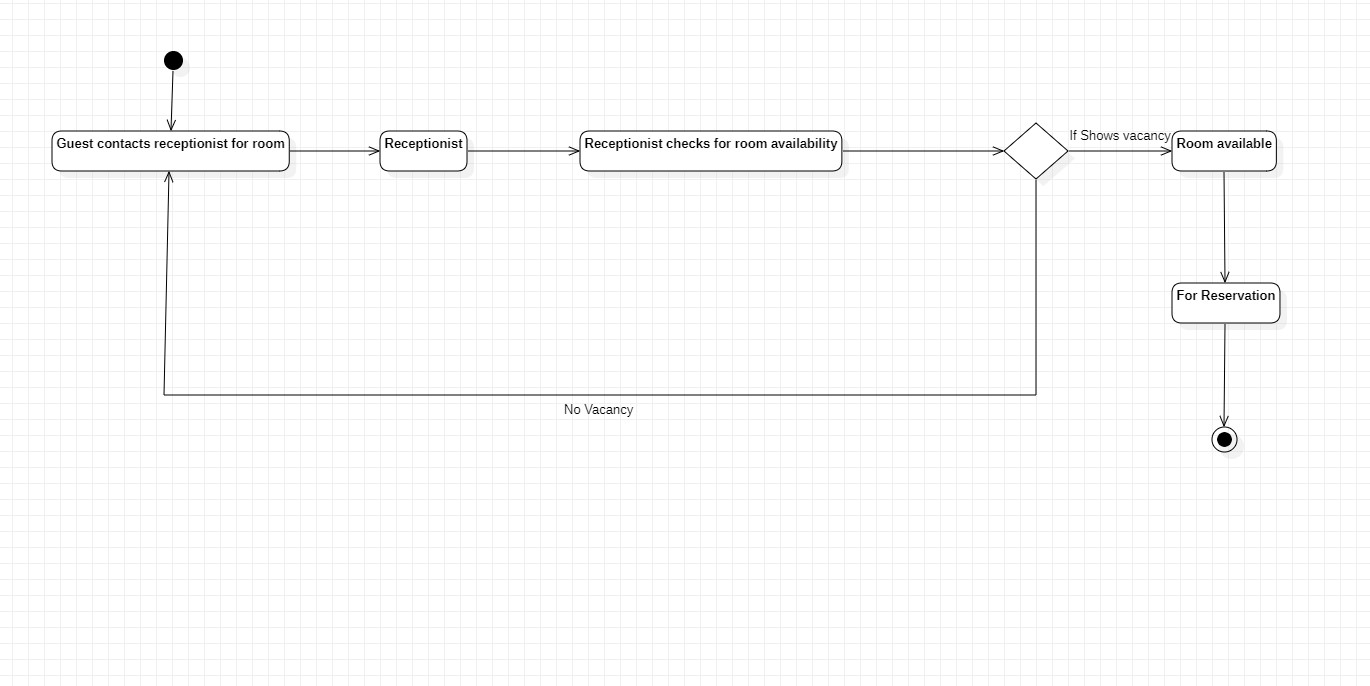 If Shows vacancy
Guest contacts receptionist for room
Receptionist
Receptionist checks for room availability
Room available
For Reservation
No Vacancy